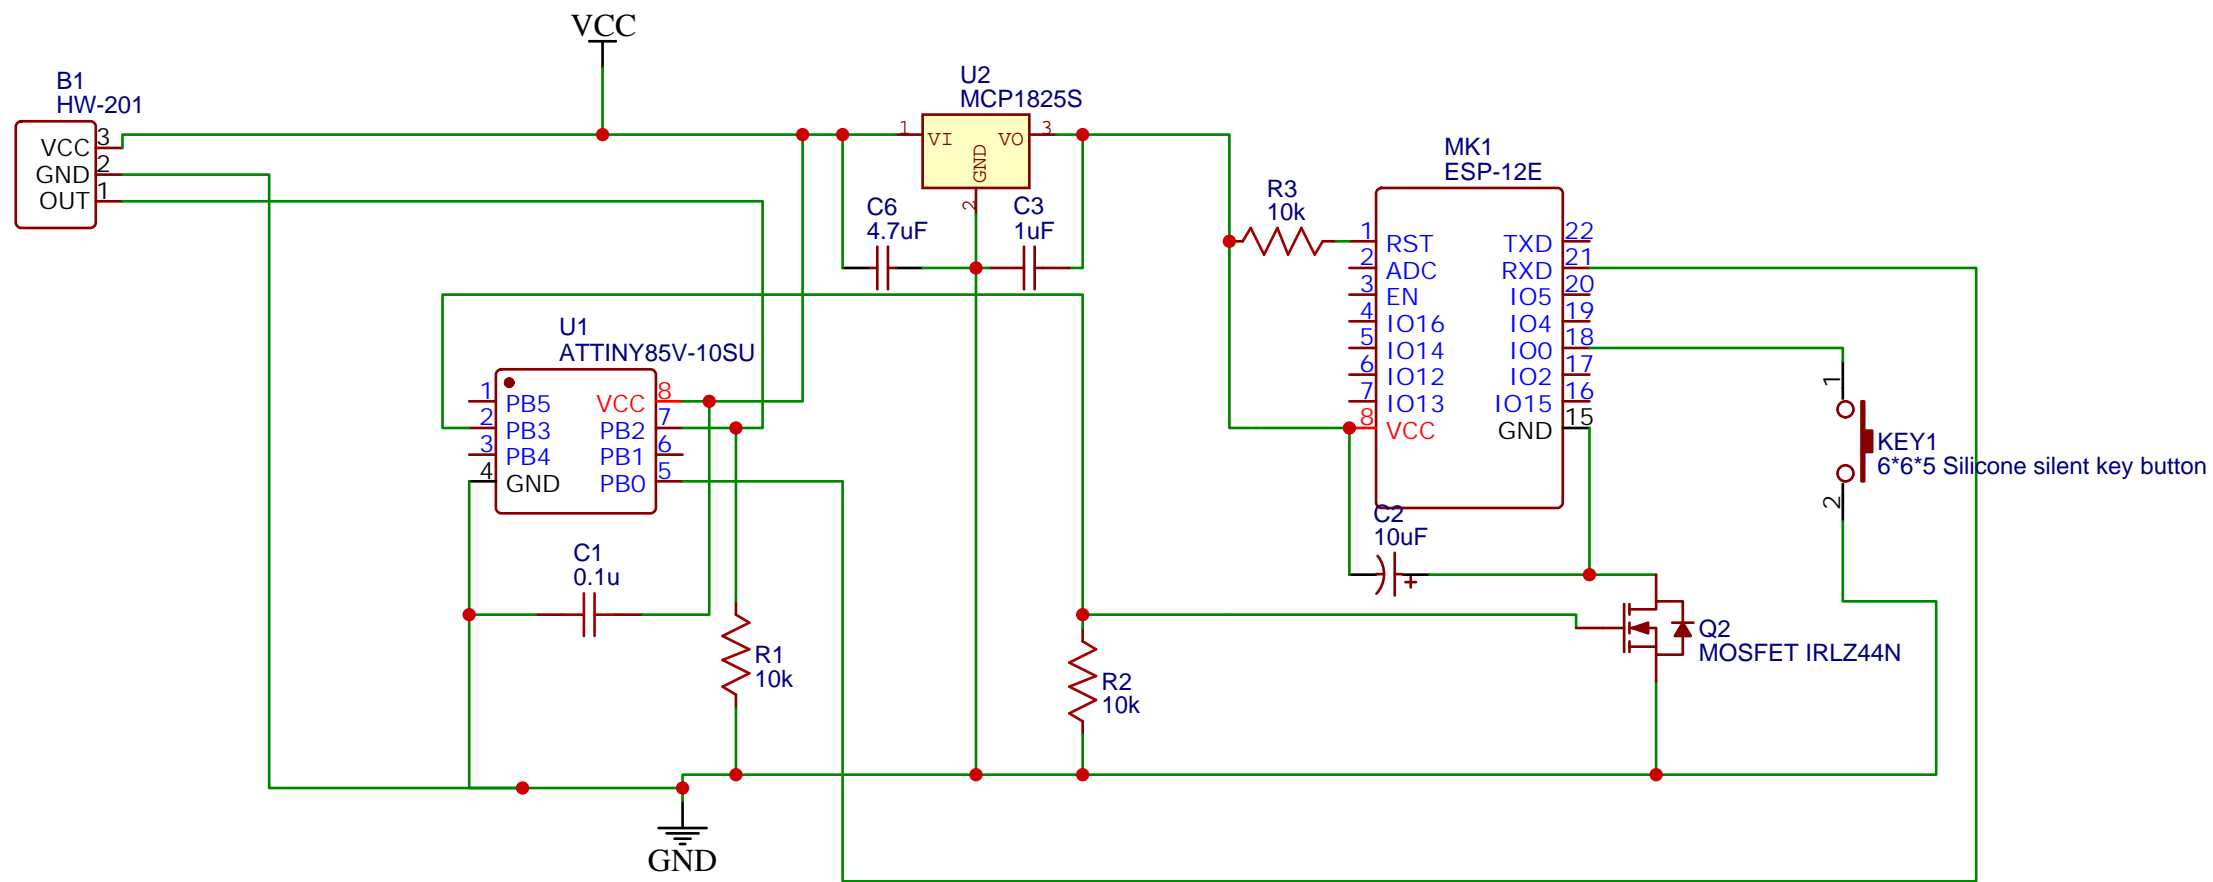 VCC
B1
HW-201
VCC 3
GND 2
OUT 1
U2
MCP1825S
1 VI VO 3
GND
2
C6
4.7uF
C3
1uF
U1
ATTINY85V-10SU
1 PB5 VCC 8
2 PB3 PB2 7
3 PB4 PB1 6
4 GND PB0 5
C1
0.1u
R1
10k
R2
10k
R3
10k
MK1
ESP-12E
1 RST TXD 22
2 ADC RXD 21
3 EN IO5 20
4 IO16 IO4 19
5 IO14 IO0 18
6 IO12 IO2 17
7 IO13 IO15 16
8 VCC GND 15
C2
10uF
+
1
KEY1
6*6*5 Silicone silent key button
2
Q2
MOSFET IRLZ44N
GND